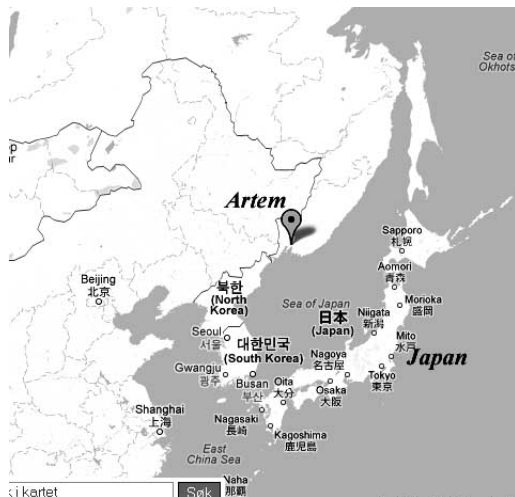 Sea of
Okhots
Artem
Sapporo
札幌
Aomori
青森
Beijing
北京
북한
(North
Korea)
Sea of Japan
日本
(Japan)
Morioka
盛岡
Niigata
新潟
Seoul
서울
대한민국
(South Korea)
Mito
水戸
Japan
Nagoya
名古屋
Gwangju
광주
Busan
부산
Oita
大分
Osaka
大阪
Tokyo
東京
Shanghai
上海
Nagasaki
長崎
Kagoshima
鹿児島
East
China Sea
Naha
那覇
k i kartet
Søk